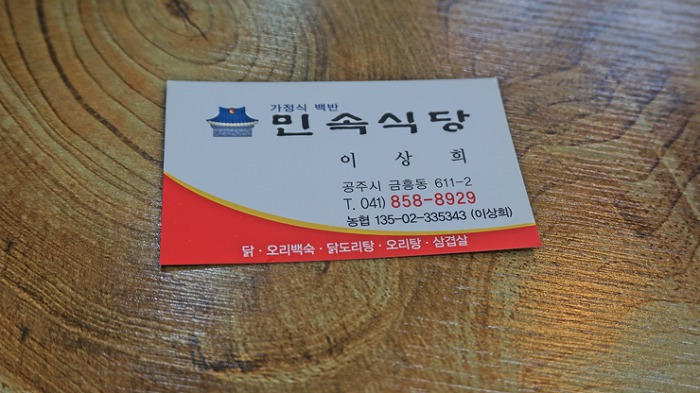 가정식 백반
민속식당
이 상 희
공주시 금흥동 611-2
T. 041) 858-8929
농협 135-02-335343 (이상희)
닭 · 오리백숙 · 닭도리탕 · 오리탕 · 삼겹살